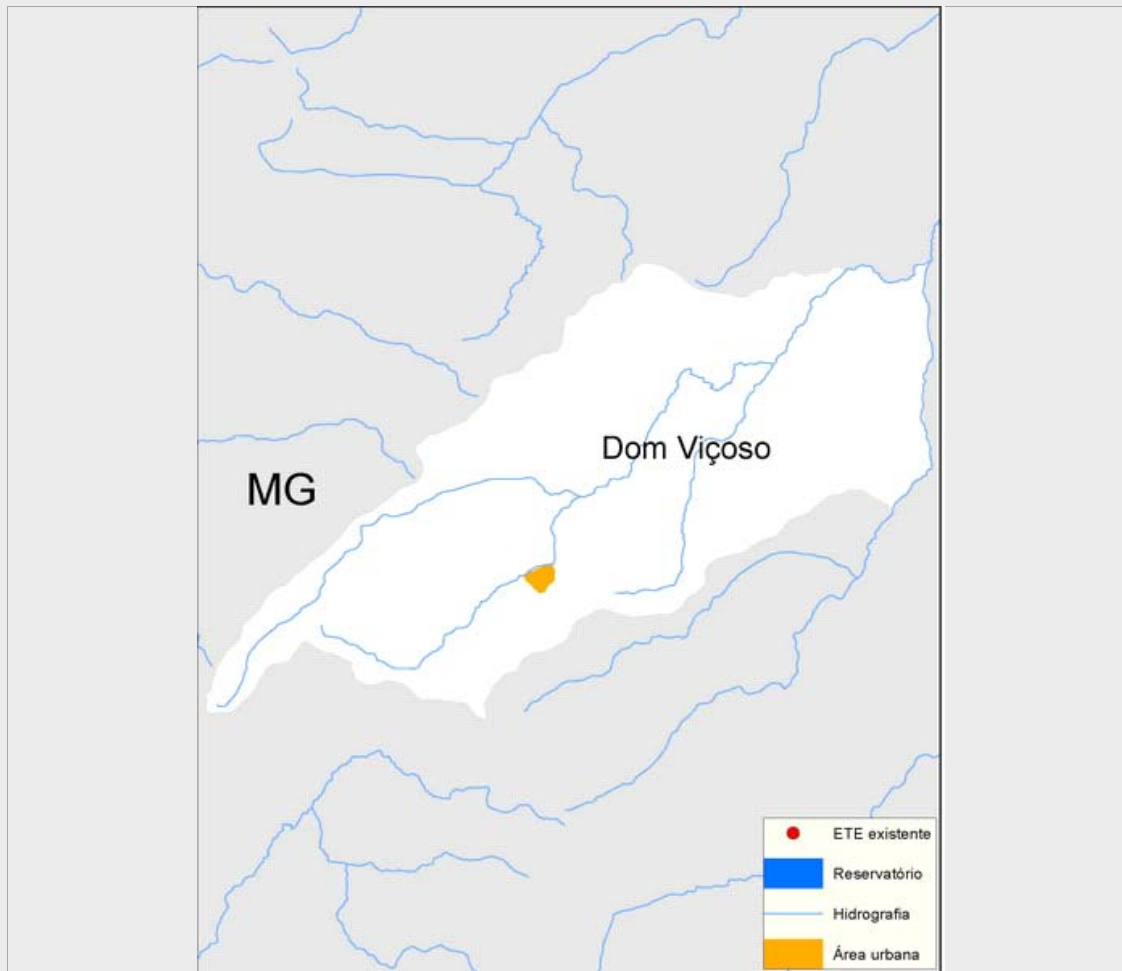 Dom Viçoso
MG
ETE existente
Reservatório
Hidrografia
Área urbana